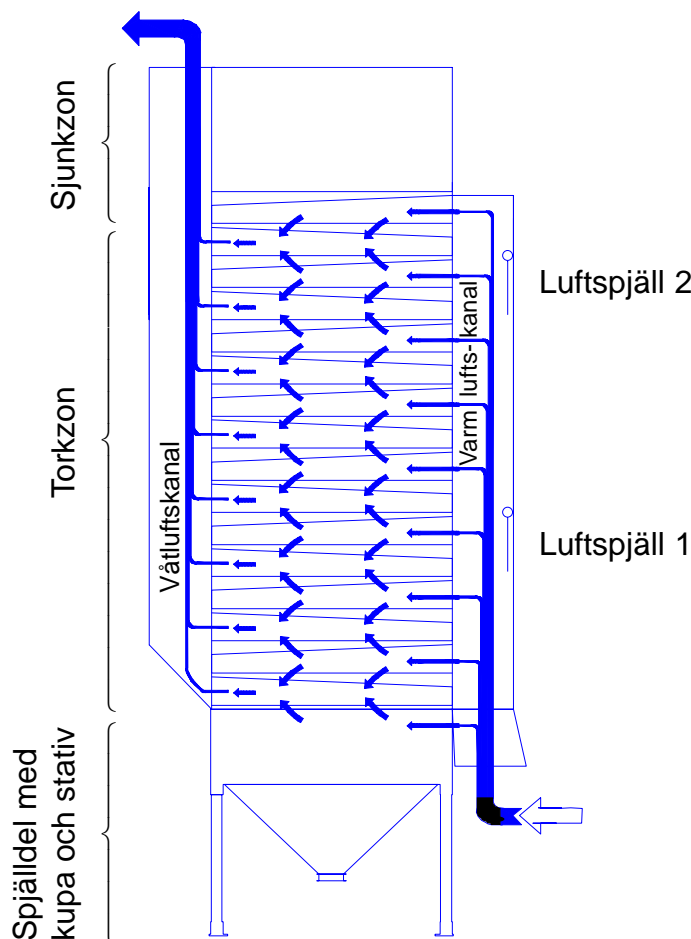 Sjunkzon
Torkzon
Spjälldel med
kupa och stativ
Våtluftskanal
Varm lufts-kanal
Luftspjäll 2
Luftspjäll 1